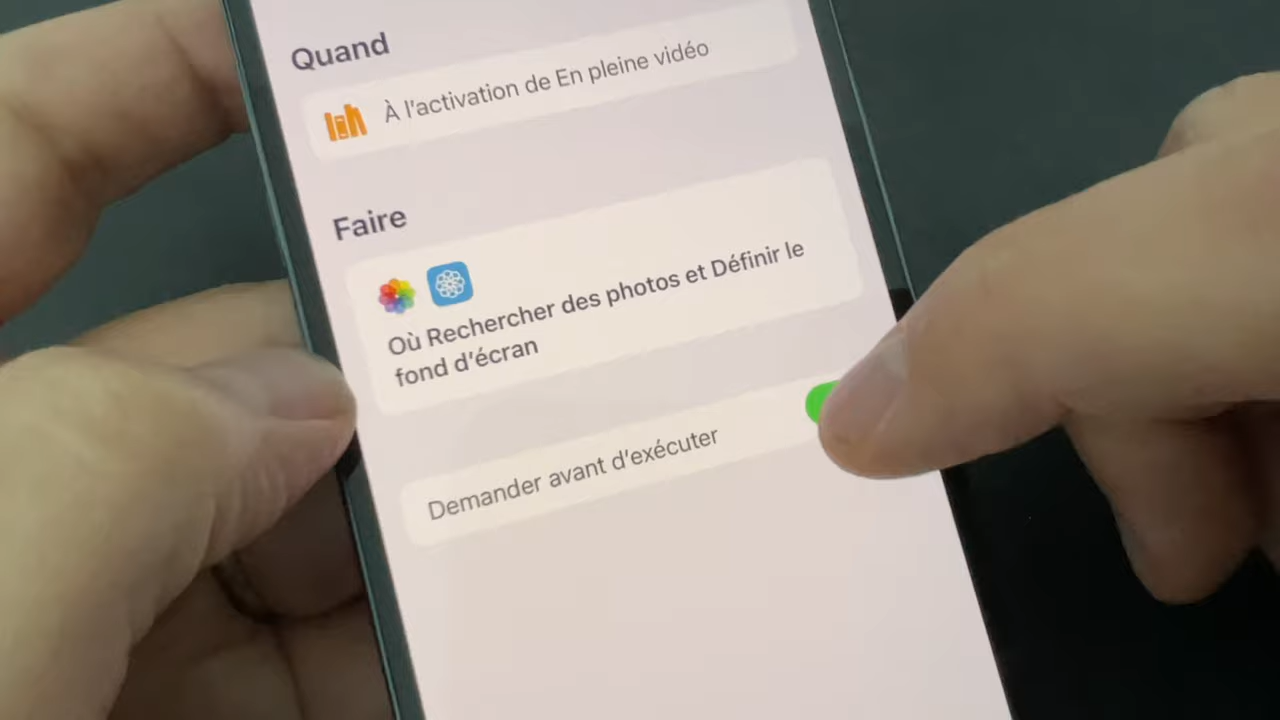 Quand
À l'activation de En pleine vidéo
Faire
Où Rechercher des photos et Définir le
fond d'écran
Demander avant d'exécuter